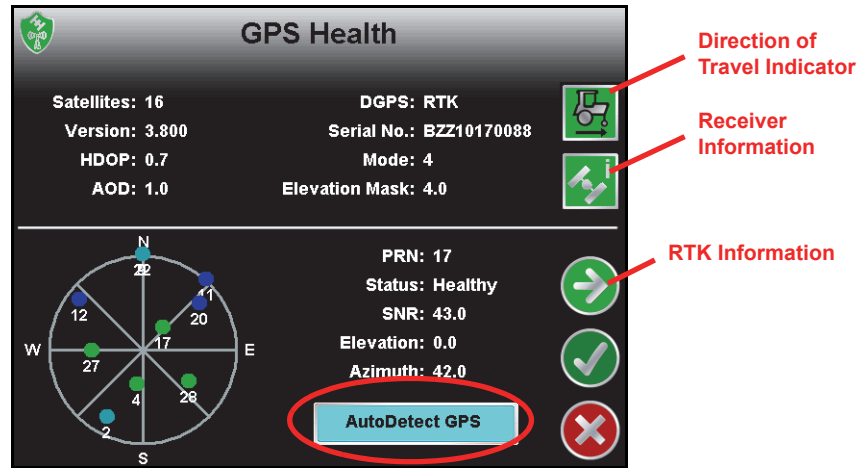 GPS Health
Satellites: 16
Version: 3.800
HDOP: 0.7
AOD: 1.0
DGPS: RTK
Serial No.: BZZ10170088
Mode: 4
Elevation Mask: 4.0
i
Direction of
Travel Indicator
Receiver
Information
RTK Information
N
22
11
12
20
17
W
E
27
4
28
2
S
PRN: 17
Status: Healthy
SNR: 43.0
Elevation: 0.0
Azimuth: 42.0
AutoDetect GPS